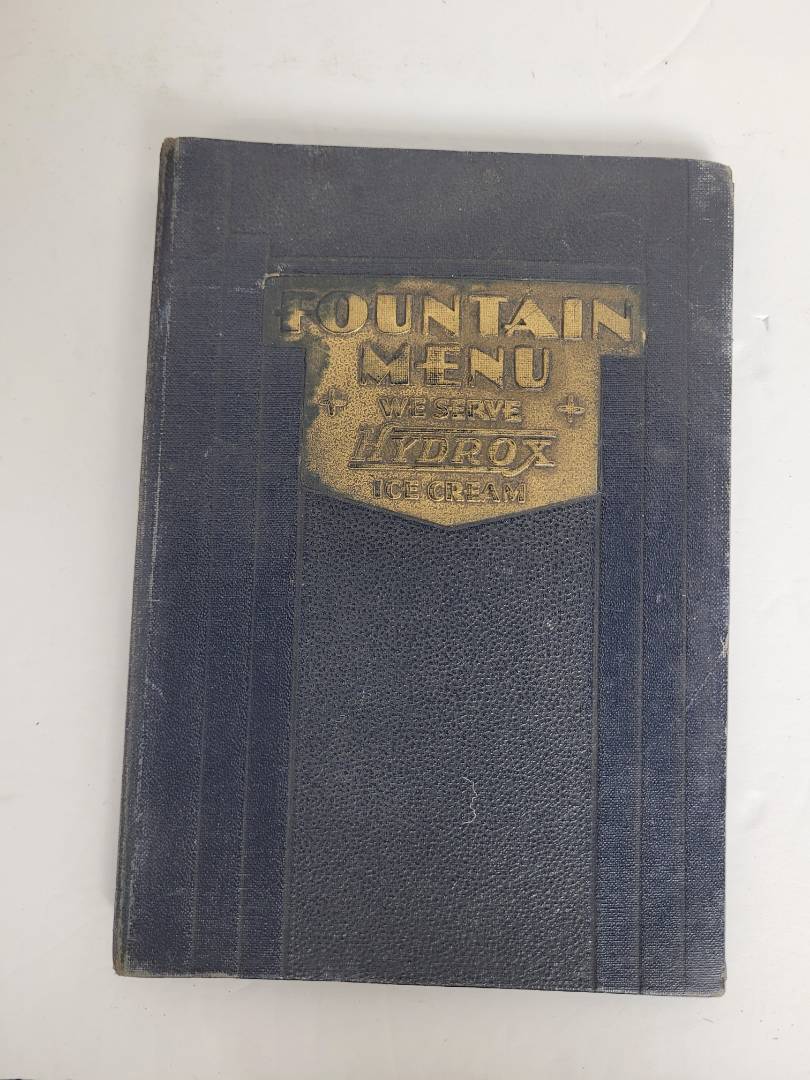 FOUNTAIN
MENU
WE SERVE
HYDROX
ICE CREAM